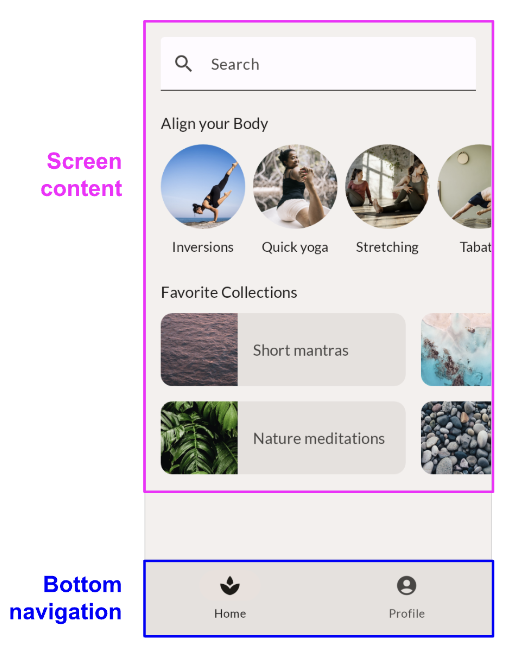 Search
Screen
content
Align your Body
Inversions
Quick yoga
Stretching
Tabat
Favorite Collections
Short mantras
Nature meditations
Bottom
navigation
Home
Profile